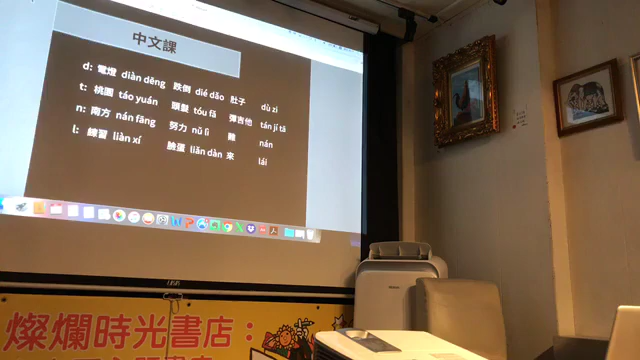 中文課
d: 電燈 diàn dēng 跌倒 dié dǎo 肚子 dù zi
t: 桃園 táo yuán 頭髮 tóu fǎ 彈吉他 tán jí tā
n: 南方 nán fāng 努力 nǔ lì 難 nán
l: 練習 liàn xí 臉蛋 liǎn dàn 來 lái
燦爛時光書店：